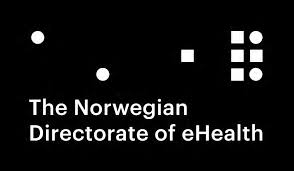 The Norwegian
Directorate of eHealth